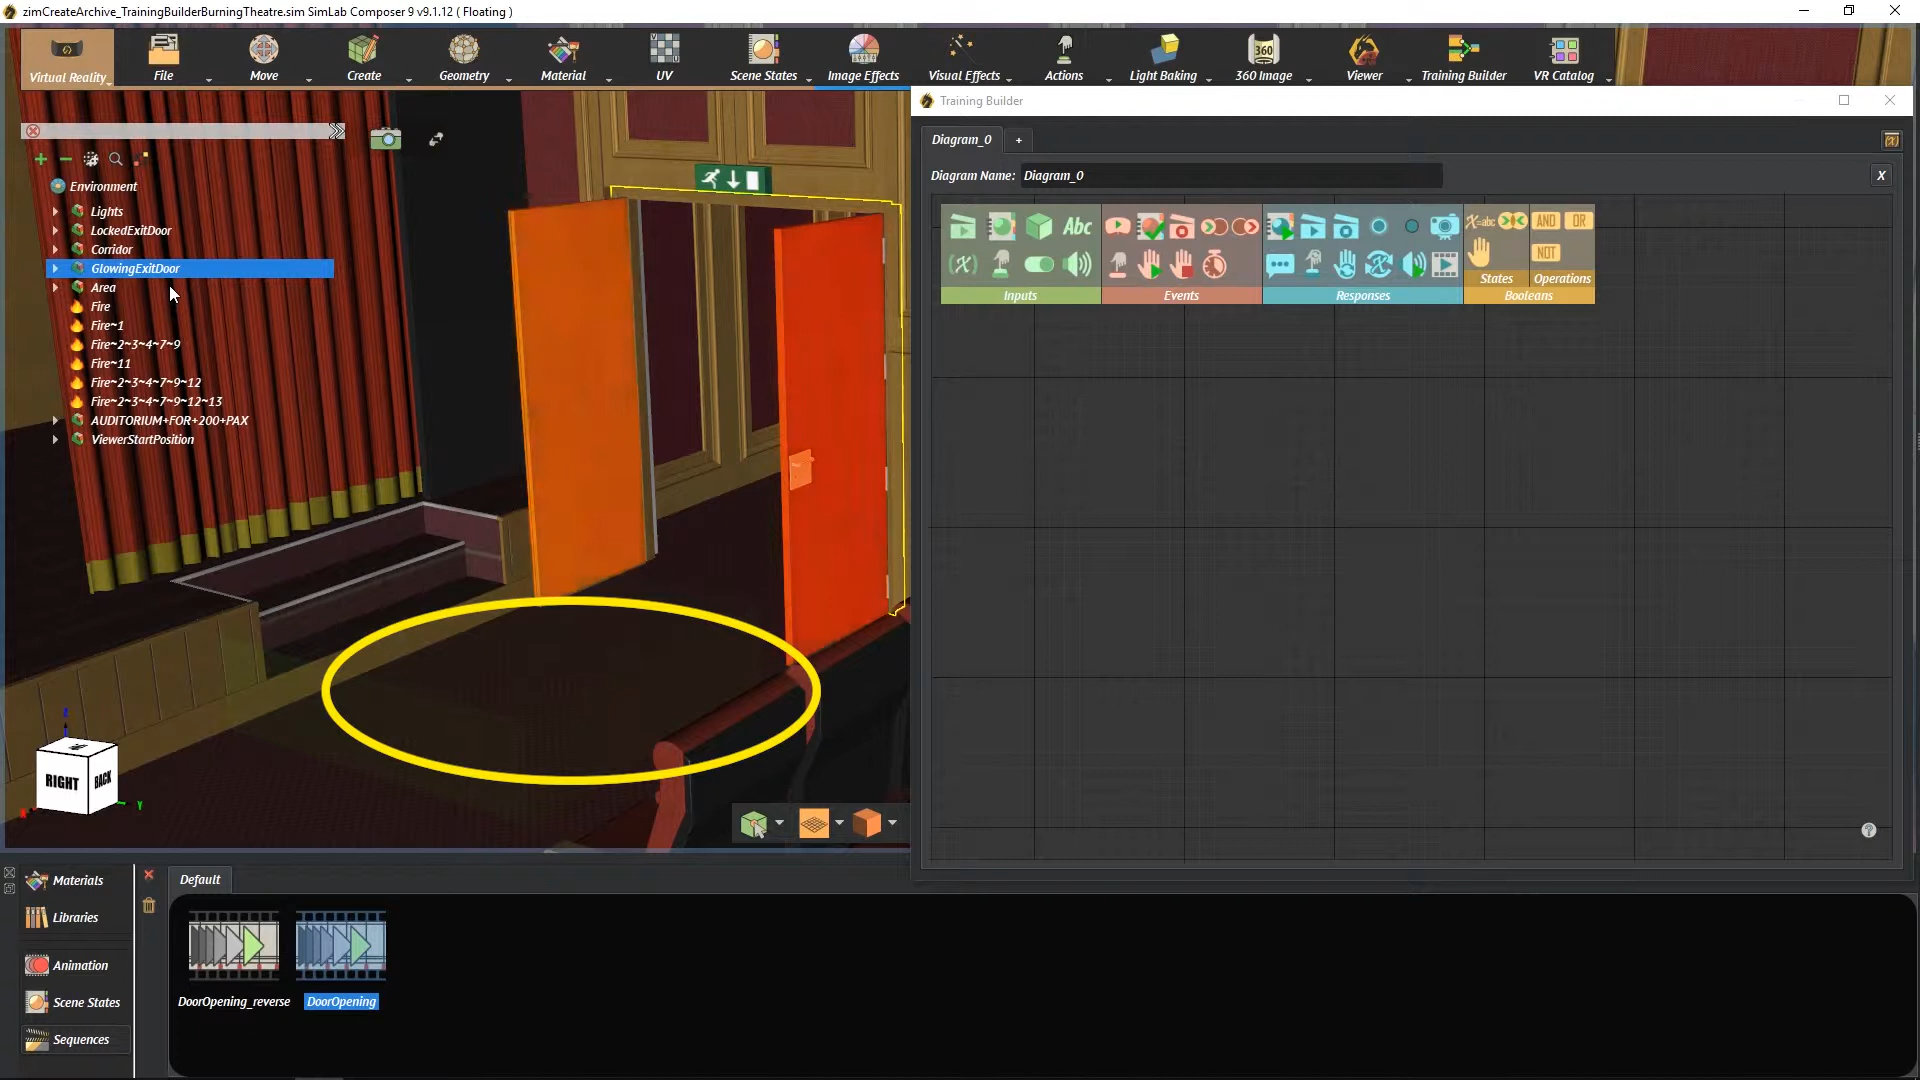 zimCreateArchive_TrainingBuilderBurningTheatre.sim SimLab Composer 9 v9.1.12 ( Floating )
Virtual Reality
File
Move
Create
Geometry
Material
UV
Scene States
Image Effects
Visual Effects
Actions
Light Baking
360
360 Image
Viewer
Training Builder
VR Catalog
Training Builder
Diagram_0
+
Diagram Name: Diagram_0
X
Abc
X=abc
AND
OR
(X)
NOT
States
Operations
Inputs
Events
Responses
Booleans
Environment
Lights
LockedExitDoor
Corridor
GlowingExitDoor
Area
Fire
Fire~1
Fire~2~3~4~7~9
Fire~11
Fire~2~3~4~7~9~12
Fire~2~3~4~7~9~12~13
AUDITORIUM+FOR+200+PAX
ViewerStartPosition
Z
RIGHT
BACK
X
Y
?
Materials
Libraries
Animation
Scene States
Sequences
Default
DoorOpening_reverse
DoorOpening